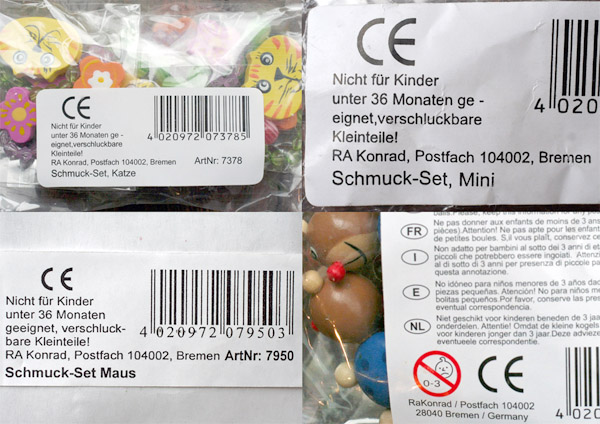 CE
Nicht für Kinder
unter 36 Monaten ge -
eignet,verschluckbare
Kleinteile!
RA Konrad, Postfach 104002, Bremen
Schmuck-Set, Katze
4 020972 073785
ArtNr: 7378
CE
Nicht für Kinder
unter 36 Monaten ge -
eignet,verschluckbare
Kleinteile!
RA Konrad, Postfach 104002, Bremen
Schmuck-Set, Mini
4 020
CE
Nicht für Kinder
unter 36 Monaten
geeignet, verschluck-
bare Kleinteile!
RA Konrad, Postfach 104002, Bremen ArtNr: 7950
Schmuck-Set Maus
4 020972 079503
FR
Ne pas donner aux enfants de moins de 3 ans
pièces).Attention! Ne pas apte pour les enfants
de petites boules. S,il vous plaît, conservez ce
I
Non adatto per bambini al sotto dei 3 anni di et
piccoli che potrebbero essere ingoiati. Attenzi
al di sotto di 3 anni per presenza di piccole pa
questa annotazione.
E
No idóneo para niños menores de 3 años dad
piezas pequeñas. Atención! No para niños me
bolitas pequeños.Por favor, conserve las pres
eventual correspondencia.
NL
Niet geschikt voor kinderen beneden de 3 jaar
onderdelen. Attentie! Omdat de kleine kogels
voor kinderen jonger dan 3 jaar.Deze adviezer
eventueele correspondentie.
0-3
CE
RaKonrad / Postfach 104002
28040 Bremen / Germany
4 020